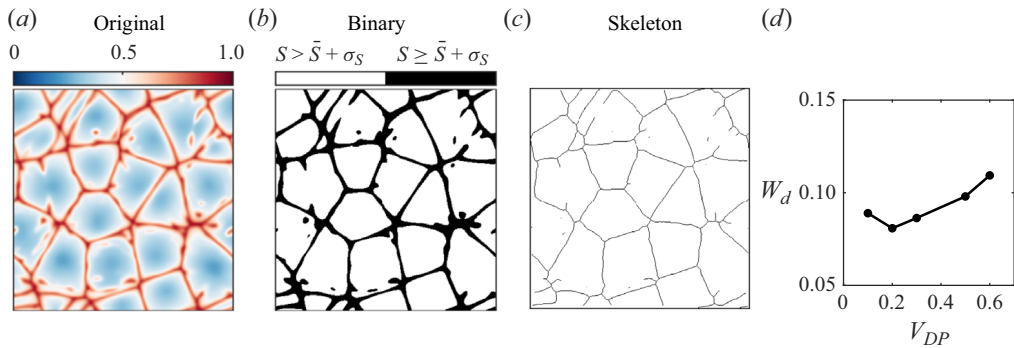 (a) Original
0 0.5 1.0
(b) Binary
S > S̄ + σ_S S ≥ S̄ + σ_S
(c) Skeleton
(d)
0.15
W_d 0.10
0.05
0 0.2 0.4 0.6
V_DP